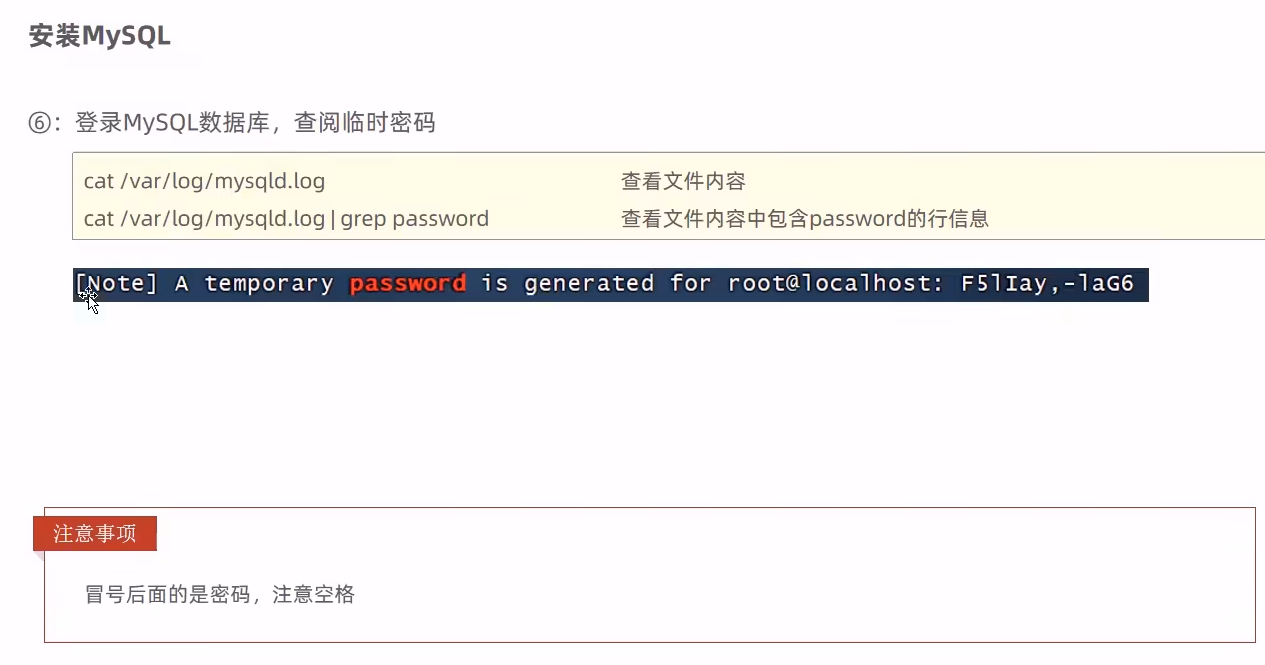 安装MySQL
⑥：登录MySQL数据库，查阅临时密码
cat /var/log/mysqld.log 查看文件内容
cat /var/log/mysqld.log | grep password 查看文件内容中包含password的行信息
[Note] A temporary password is generated for root@localhost: F5lIay,-laG6
注意事项
冒号后面的是密码，注意空格